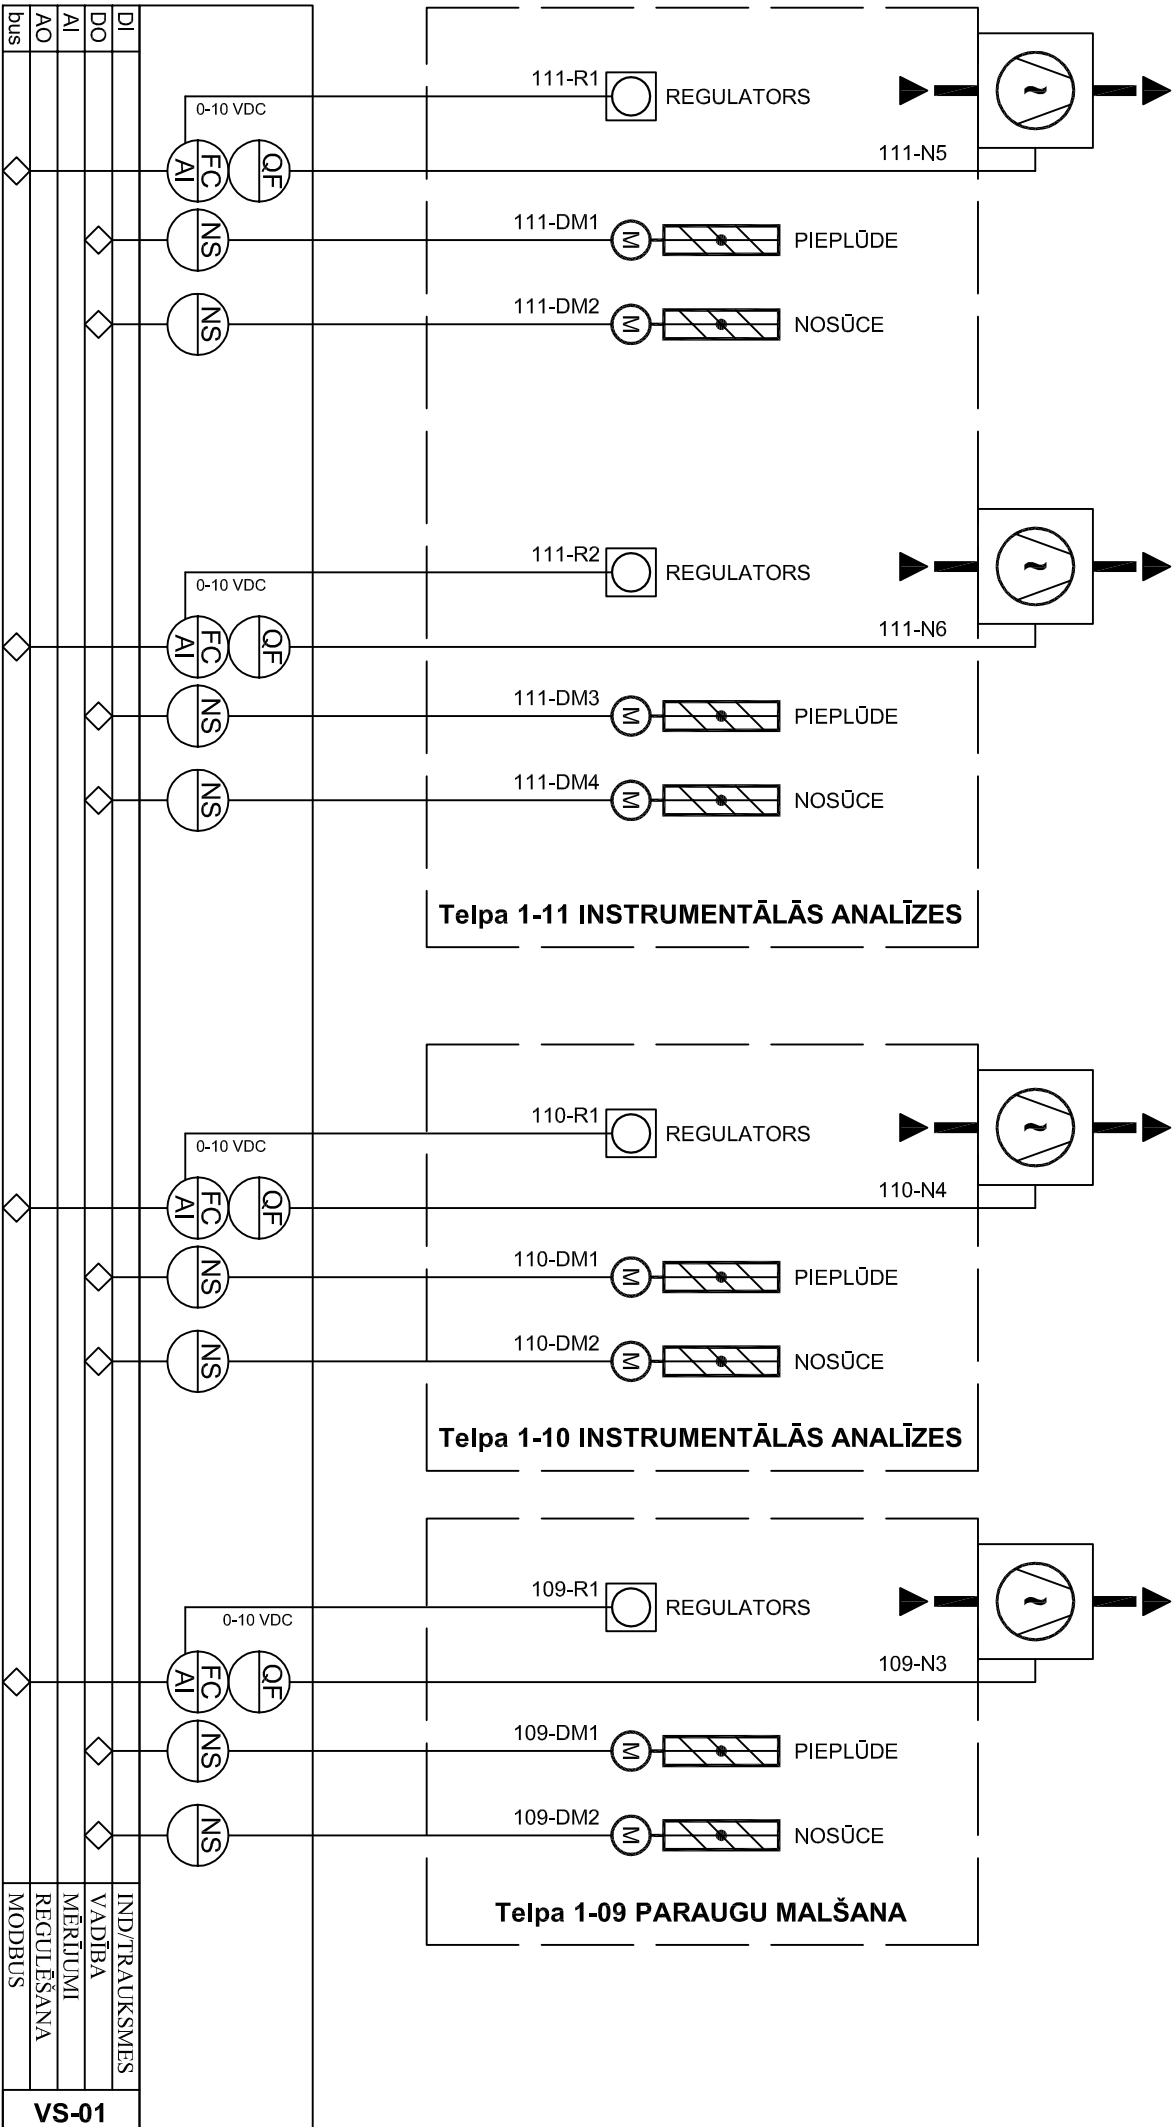 DI
DO
AI
AO
bus
111-R1
REGULATORS
0-10 VDC
111-N5
QF
FC
AI
111-DM1
M
PIEPLŪDE
NS
111-DM2
M
NOSŪCE
NS
111-R2
REGULATORS
0-10 VDC
111-N6
QF
FC
AI
111-DM3
M
PIEPLŪDE
NS
111-DM4
M
NOSŪCE
NS
Telpa 1-11 INSTRUMENTĀLĀS ANALĪZES
110-R1
REGULATORS
0-10 VDC
110-N4
QF
FC
AI
110-DM1
M
PIEPLŪDE
NS
110-DM2
M
NOSŪCE
NS
Telpa 1-10 INSTRUMENTĀLĀS ANALĪZES
109-R1
REGULATORS
0-10 VDC
109-N3
QF
FC
AI
109-DM1
M
PIEPLŪDE
NS
109-DM2
M
NOSŪCE
NS
Telpa 1-09 PARAUGU MALŠANA
IND/TRAUKSMES
VADĪBA
MĒRĪJUMI
REGULĒŠANA
MODBUS
VS-01